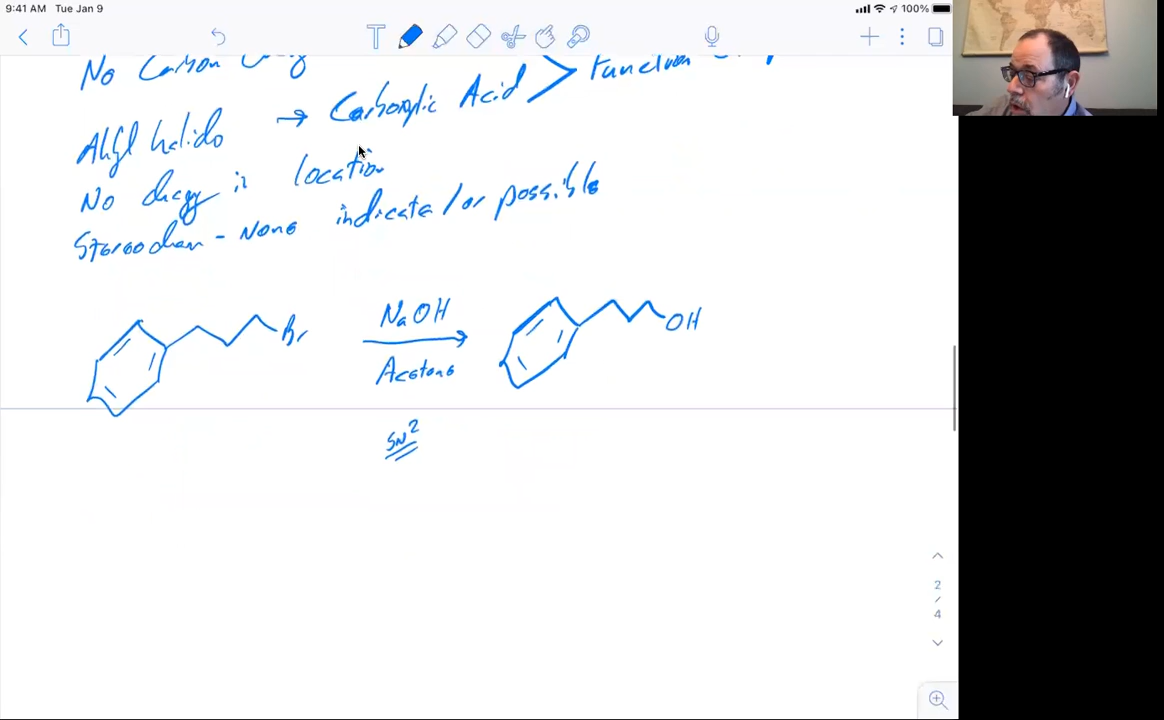 9:41 AM Tue Jan 9
100%
No Carbon
Alkyl halide → Carboxylic Acid > Function
No change in location
Stereochem - None indicate/or possible
Br
NaOH
Acetone
OH
SN2
2
/
4